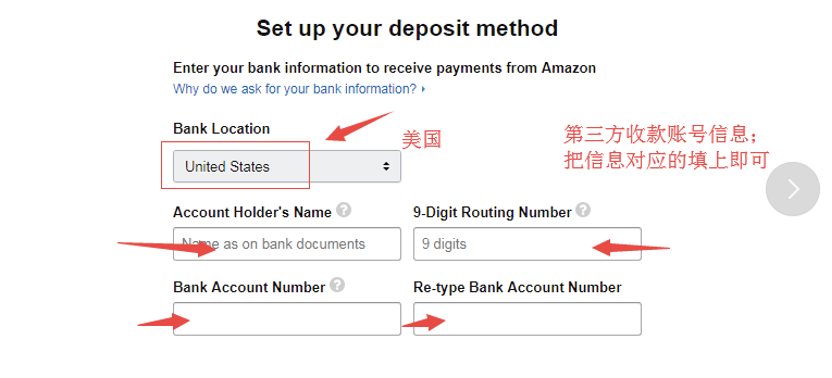 Set up your deposit method
Enter your bank information to receive payments from Amazon
Why do we ask for your bank information?
Bank Location
美国
第三方收款账号信息；
把信息对应的填上即可
United States
Account Holder's Name ?
9-Digit Routing Number ?
Name as on bank documents
9 digits
Bank Account Number ?
Re-type Bank Account Number